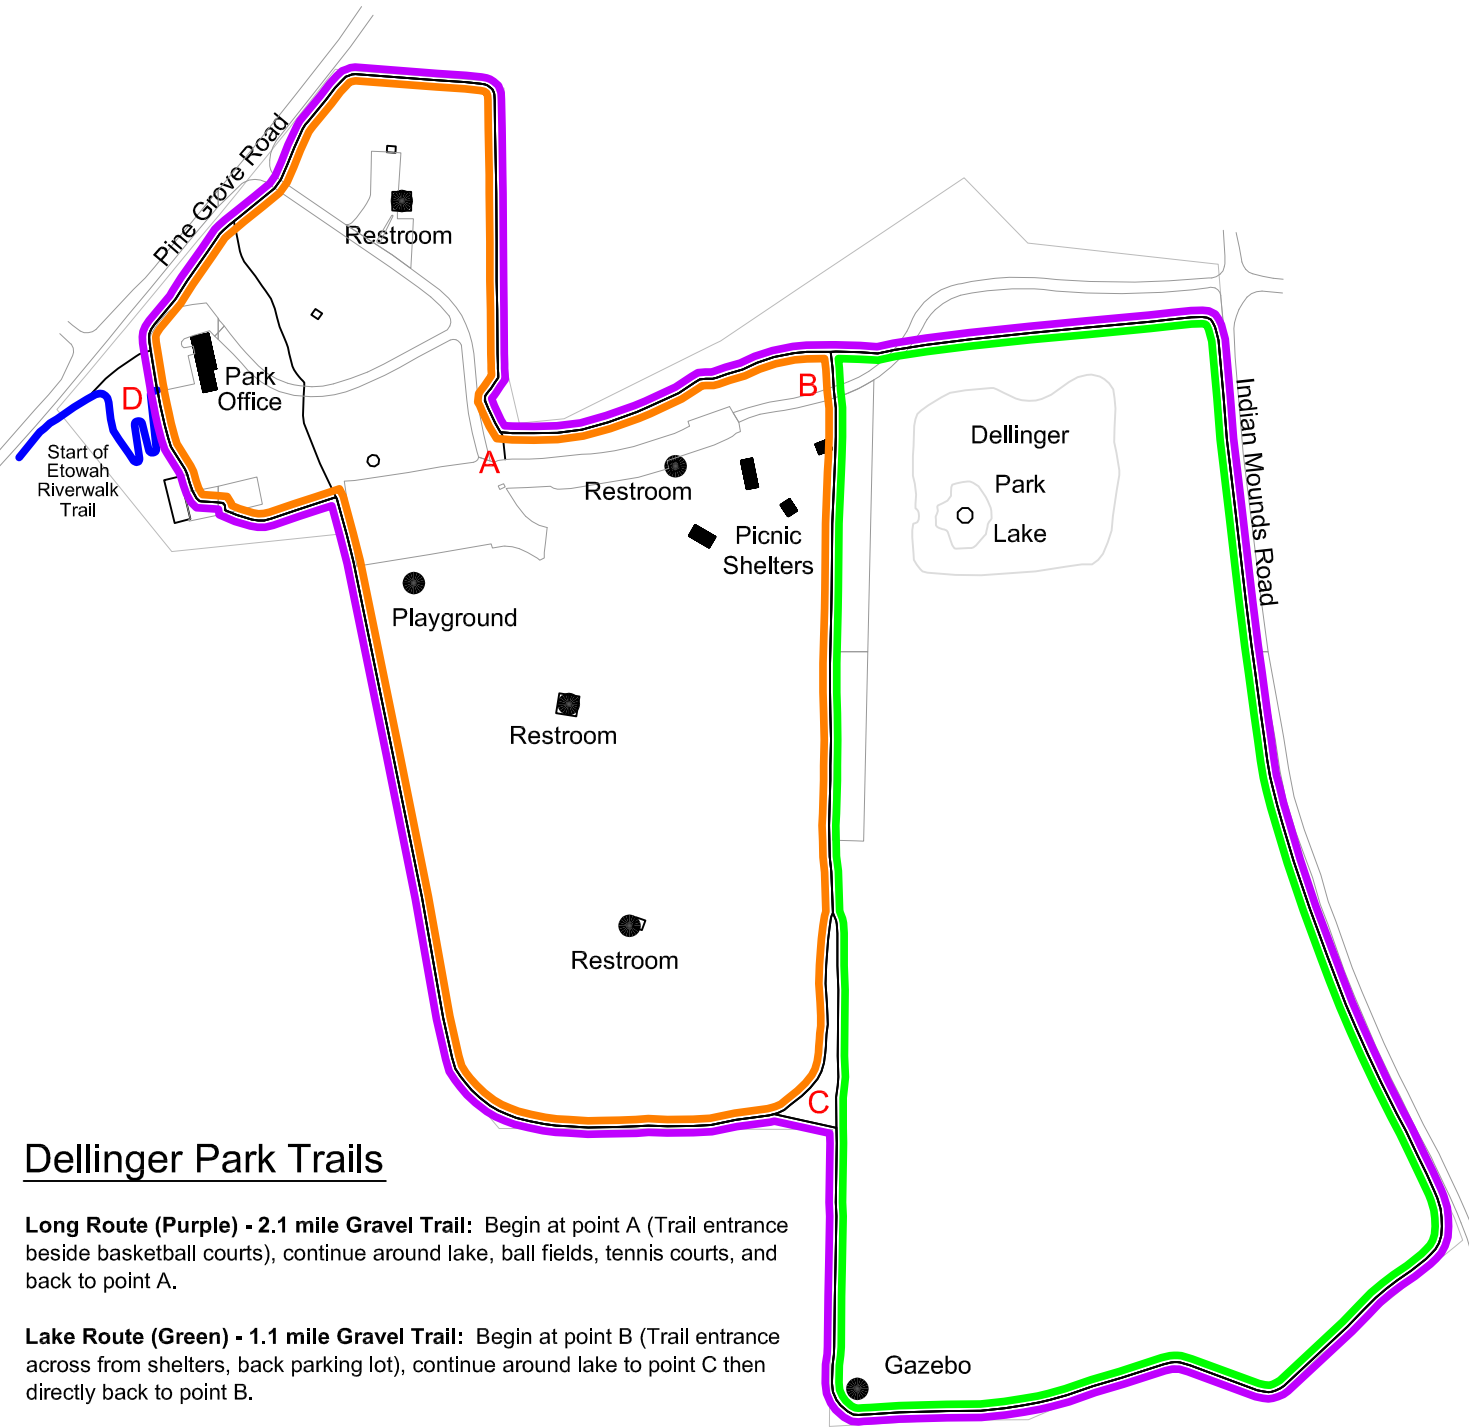 Pine Grove Road
Restroom
Park
Office
D
Start of
Etowah
Riverwalk
Trail
A
B
Restroom
Picnic
Shelters
Dellinger
Park
Lake
Indian Mounds Road
Playground
Restroom
Restroom
C
Gazebo
Dellinger Park Trails
Long Route (Purple) - 2.1 mile Gravel Trail: Begin at point A (Trail entrance
beside basketball courts), continue around lake, ball fields, tennis courts, and
back to point A.
Lake Route (Green) - 1.1 mile Gravel Trail: Begin at point B (Trail entrance
across from shelters, back parking lot), continue around lake to point C then
directly back to point B.